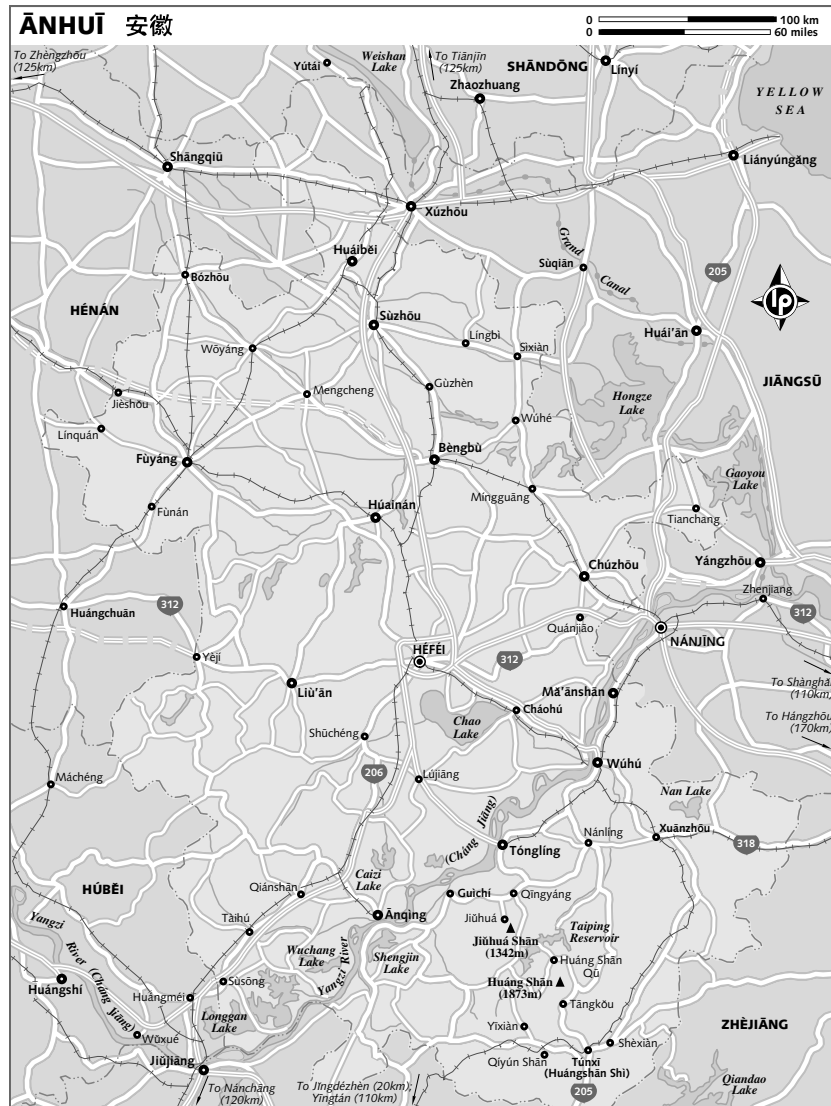 ĀNHUĪ 安徽
0 100 km
0 60 miles
To Zhèngzhōu
(125km)
Weishan
Lake
To Tiānjīn
(125km)
SHĀNDŌNG
Línyí
Yútái
Zhaozhuang
YELLOW
SEA
Shāngqiū
Liányúngǎng
Xúzhōu
Grand
Canal
Huáiběi
Sùqiān
205
lp
Bózhōu
HÉNÁN
Sùzhōu
Língbì
Huái'ān
Wōyáng
Sìxiàn
JIĀNGSŪ
Gùzhèn
Mengcheng
Jièshǒu
Hongze
Lake
Línquán
Wúhé
Fùyáng
Bèngbù
Gaoyou
Lake
Míngguāng
Fùnán
Húainán
Tianchang
Chúzhōu
Yángzhōu
Zhenjiang
Huángchuān
312
Quánjiāo
312
NÁNJĪNG
HÉFÉI
312
Yèjí
To Shànghǎi
(110km)
Liù'ān
Mǎ'ānshān
Cháohú
Chao
Lake
To Hángzhōu
(170km)
Shūchéng
Wúhú
206
Lújiāng
Máchéng
Nan Lake
(Cháng Jiāng)
Xuānzhōu
Nánlíng
318
Tónglíng
HÚBĚI
Caizi
Lake
Qiánshān
Guìchí
Qīngyáng
Ānqìng
Jiǔhuá
Yangzi
River (Cháng Jiāng)
Tàihú
Taiping
Reservoir
Jiǔhuá Shān
(1342m)
Wuchang
Lake
Yangzi River
Shengjin
Lake
Huáng Shān
Qū
Huángshí
Sùsōng
Huáng Shān
(1873m)
Huángméi
Longgan
Lake
Tāngkǒu
Yīxiàn
ZHÈJIĀNG
Wǔxué
Shèxiàn
Qíyún Shān
Túnxī
(Huángshān Shì)
Jiǔjiāng
205
Qiandao
Lake
To Nánchāng
(120km)
To Jǐngdézhèn (20km);
Yīngtán (110km)